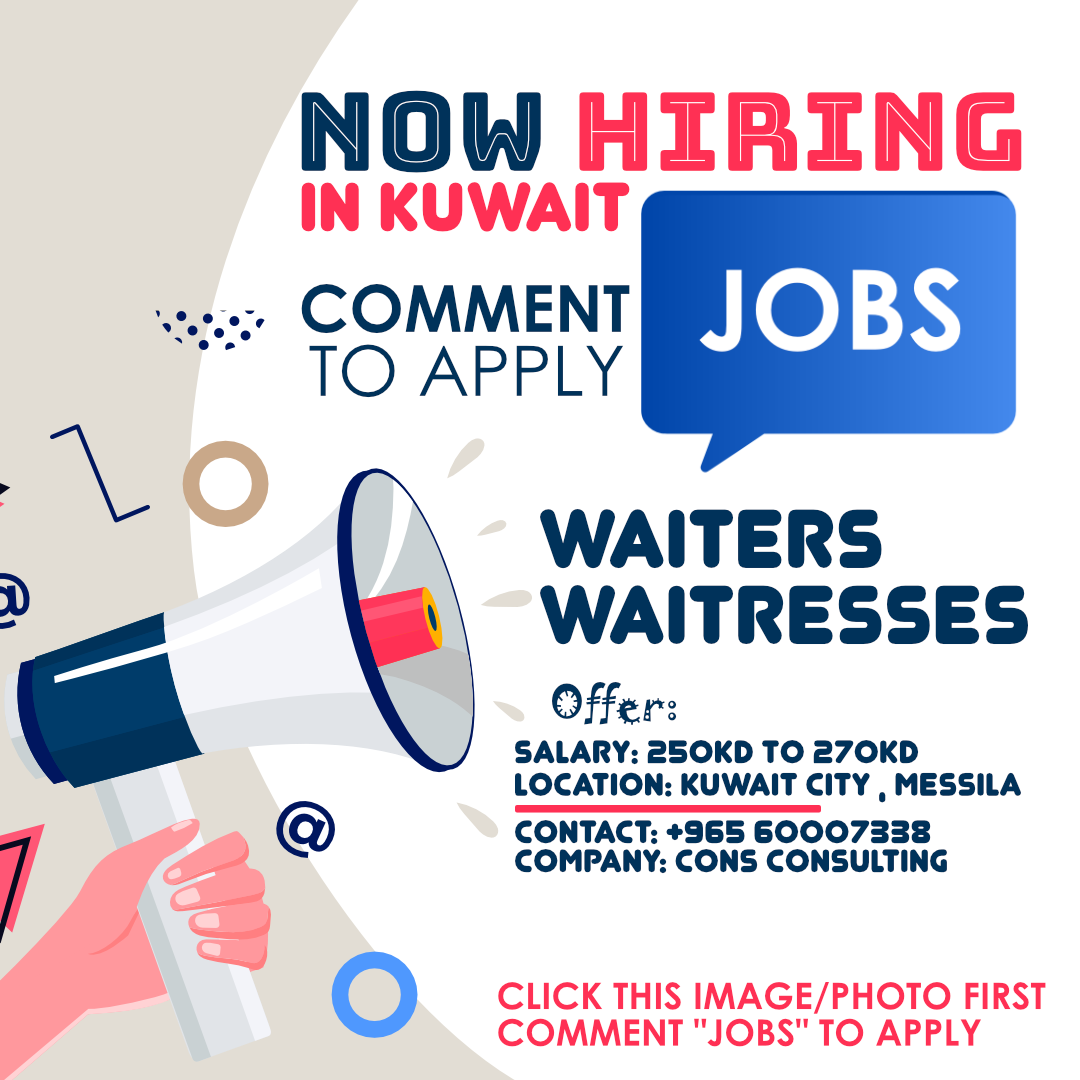 NOW HIRING
IN KUWAIT
COMMENT
TO APPLY
JOBS
WAITERS
WAITRESSES
Offer:
SALARY: 250KD TO 270KD
LOCATION: KUWAIT CITY , MESSILA
CONTACT: +965 60007338
COMPANY: CONS CONSULTING
@
@
CLICK THIS IMAGE/PHOTO FIRST
COMMENT "JOBS" TO APPLY